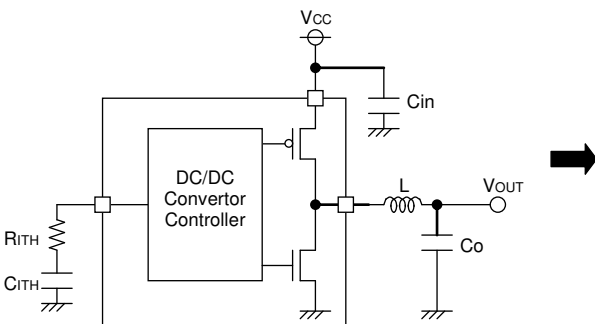 VCC
Cin
DC/DC
Convertor
Controller
L
VOUT
RITH
Co
CITH